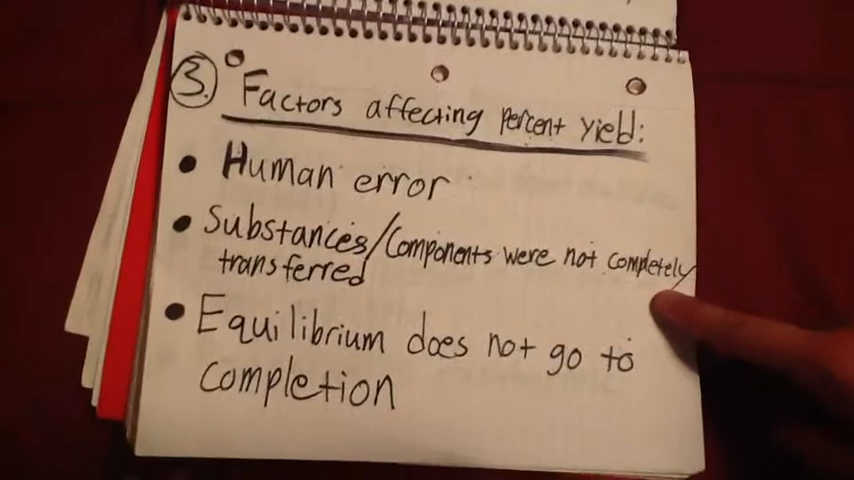 3.
Factors affecting percent yield:
• Human error
• Substances/Components were not completely
transferred
• Equilibrium does not go to
completion